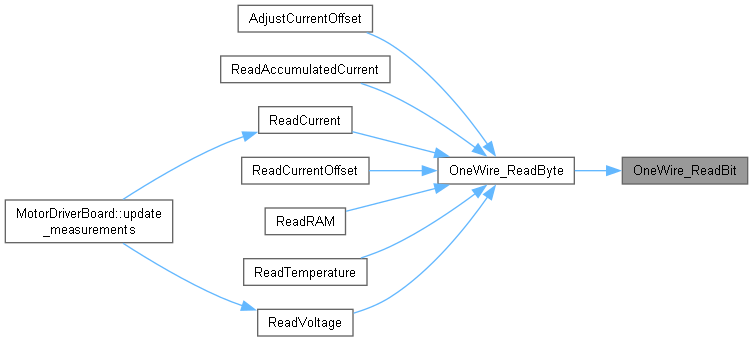 AdjustCurrentOffset
ReadAccumulatedCurrent
ReadCurrent
ReadCurrentOffset
OneWire_ReadByte
OneWire_ReadBit
MotorDriverBoard::update
_measurements
ReadRAM
ReadTemperature
ReadVoltage